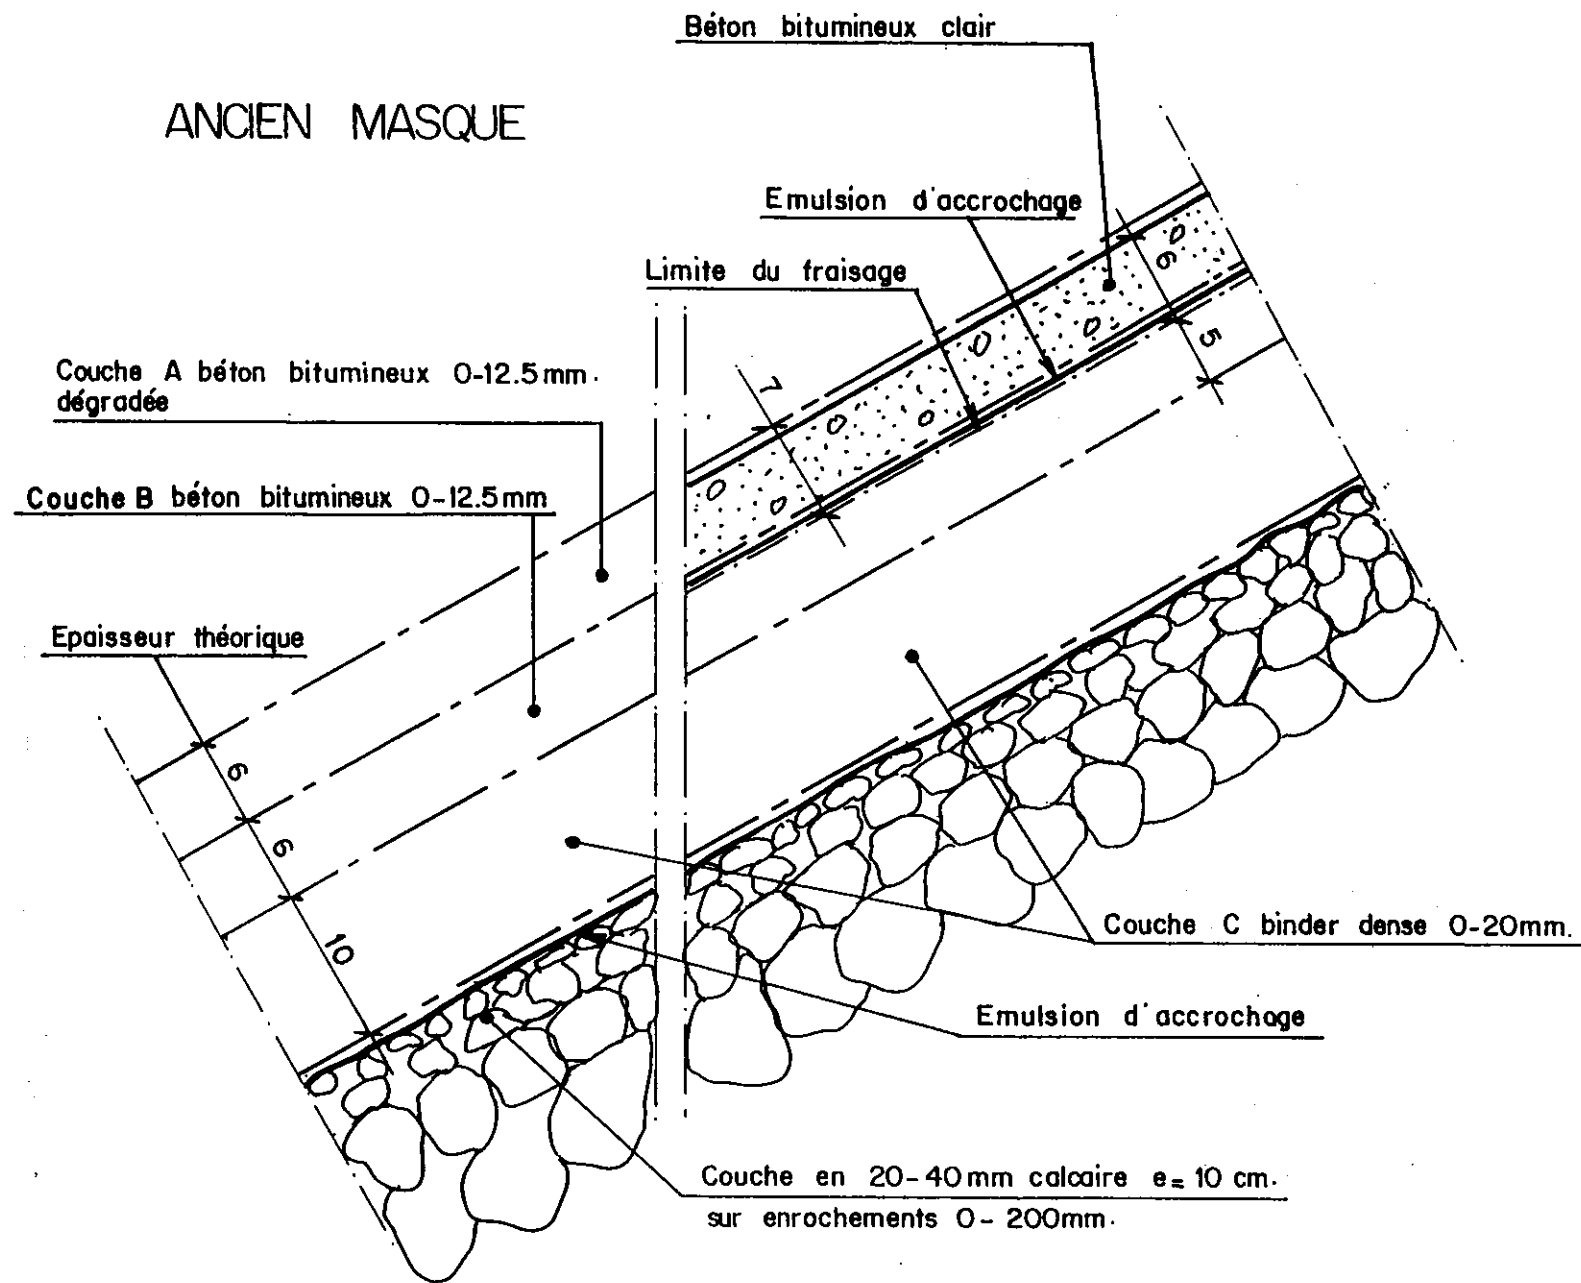 Béton bitumineux clair
ANCIEN MASQUE
Emulsion d'accrochage
Limite du fraisage
6
5
Couche A béton bitumineux 0-12.5mm.
dégradée
7
Couche B béton bitumineux 0-12.5mm
Epaisseur théorique
6
6
10
Couche C binder dense 0-20mm.
Emulsion d'accrochage
Couche en 20-40mm calcaire e= 10 cm.
sur enrochements 0-200mm.